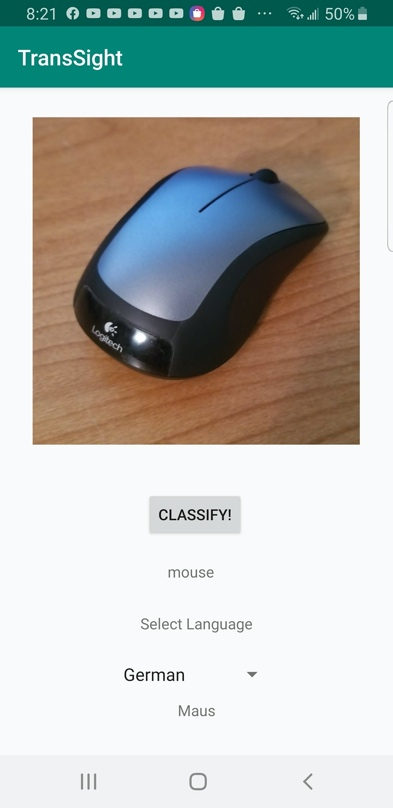 8:21
50%
TransSight
Logitech
CLASSIFY!
mouse
Select Language
German
Maus